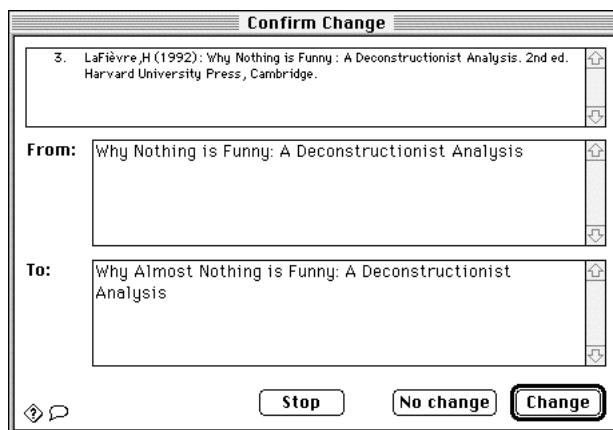 Confirm Change
3. LaFièvre,H (1992): Why Nothing is Funny : A Deconstructionist Analysis. 2nd ed.
Harvard University Press, Cambridge.
From: Why Nothing is Funny: A Deconstructionist Analysis
To: Why Almost Nothing is Funny: A Deconstructionist
Analysis
Stop No change Change